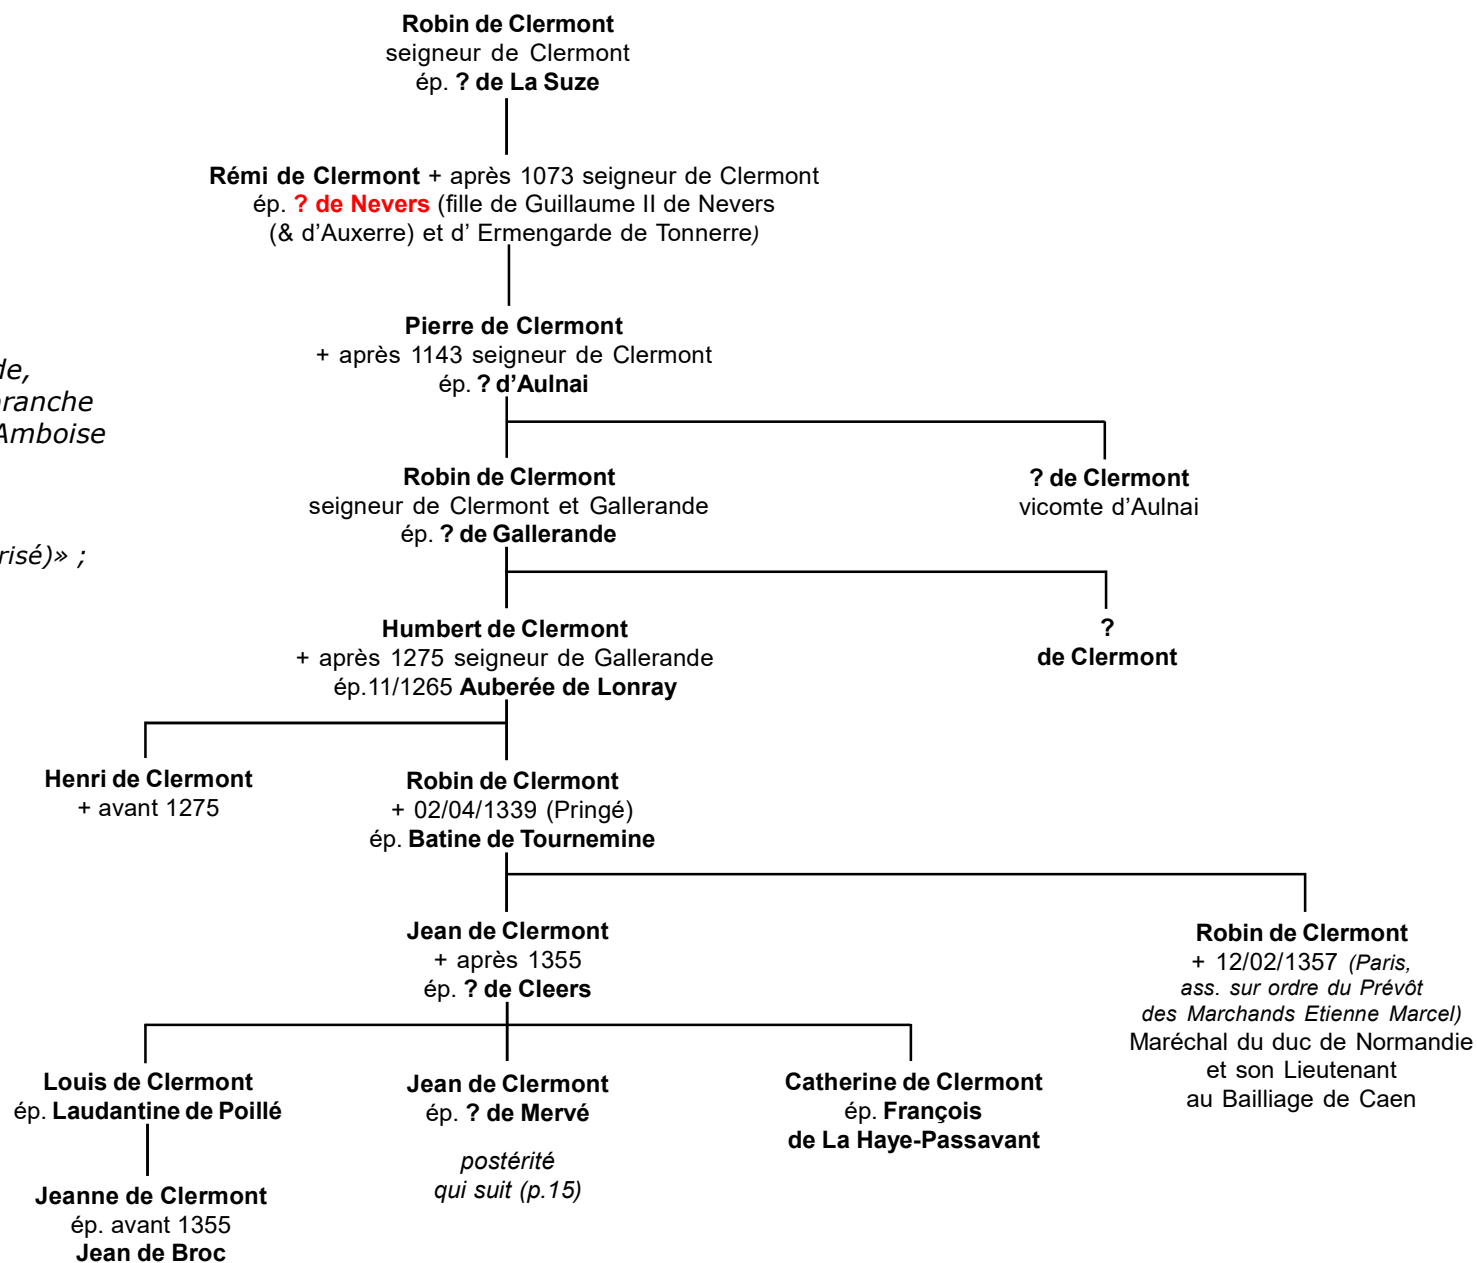 Robin de Clermont
seigneur de Clermont
ép. ? de La Suze
Rémi de Clermont + après 1073 seigneur de Clermont
ép. ? de Nevers (fille de Guillaume II de Nevers
(& d'Auxerre) et d' Ermengarde de Tonnerre)
Pierre de Clermont
+ après 1143 seigneur de Clermont
ép. ? d'Aulnai
de,
branche
Amboise
risé)» ;
Robin de Clermont
seigneur de Clermont et Gallerande
ép. ? de Gallerande
? de Clermont
vicomte d'Aulnai
Humbert de Clermont
+ après 1275 seigneur de Gallerande
ép.11/1265 Auberée de Lonray
?
de Clermont
Henri de Clermont
+ avant 1275
Robin de Clermont
+ 02/04/1339 (Pringé)
ép. Batine de Tournemine
Jean de Clermont
+ après 1355
ép. ? de Cleers
Robin de Clermont
+ 12/02/1357 (Paris,
ass. sur ordre du Prévôt
des Marchands Etienne Marcel)
Maréchal du duc de Normandie
et son Lieutenant
au Bailliage de Caen
Louis de Clermont
ép. Laudantine de Poillé
Jean de Clermont
ép. ? de Mervé
postérité
qui suit (p.15)
Catherine de Clermont
ép. François
de La Haye-Passavant
Jeanne de Clermont
ép. avant 1355
Jean de Broc